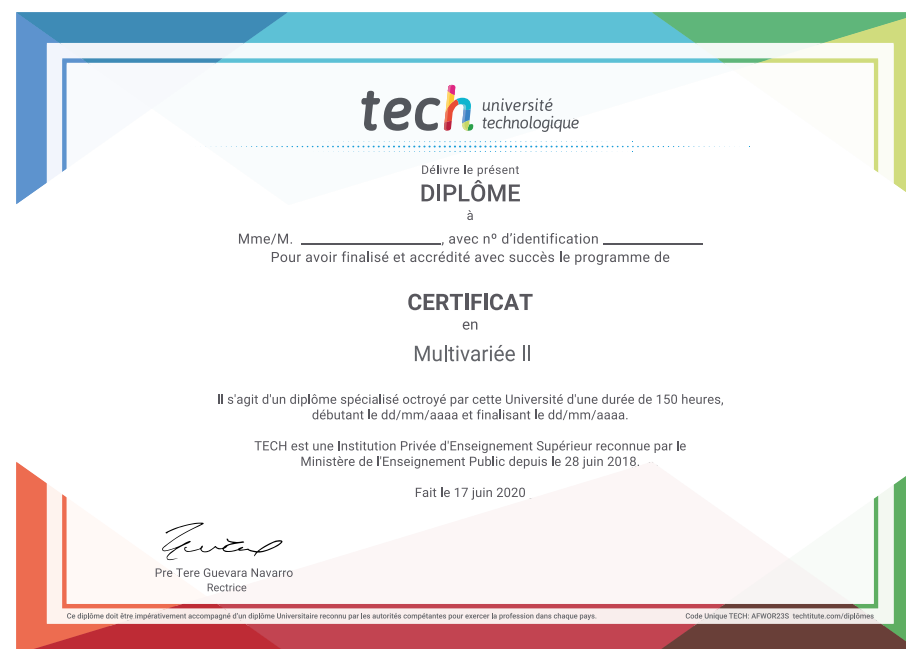 tech université
technologique
Délivre le présent
DIPLÔME
à
Mme/M. ____________________, avec nº d'identification ______________
Pour avoir finalisé et accrédité avec succès le programme de
CERTIFICAT
en
Multivariée II
Il s'agit d'un diplôme spécialisé octroyé par cette Université d'une durée de 150 heures,
débutant le dd/mm/aaaa et finalisant le dd/mm/aaaa.
TECH est une Institution Privée d'Enseignement Supérieur reconnue par le
Ministère de l'Enseignement Public depuis le 28 juin 2018.
Fait le 17 juin 2020
Pre Tere Guevara Navarro
Rectrice
Ce diplôme doit être impérativement accompagné d'un diplôme Universitaire reconnu par les autorités compétantes pour exercer la profession dans chaque pays.
Code Unique TECH: AFWOR23S techtitute.com/diplômes